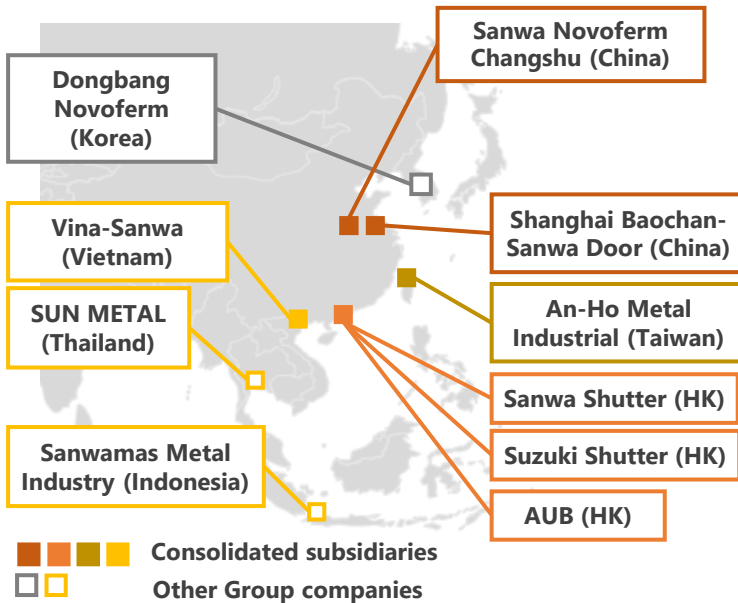 Sanwa Novoferm
Changshu (China)
Dongbang
Novoferm
(Korea)
Vina-Sanwa
(Vietnam)
Shanghai Baochan-
Sanwa Door (China)
SUN METAL
(Thailand)
An-Ho Metal
Industrial (Taiwan)
Sanwa Shutter (HK)
Sanwamas Metal
Industry (Indonesia)
Suzuki Shutter (HK)
AUB (HK)
Consolidated subsidiaries
Other Group companies